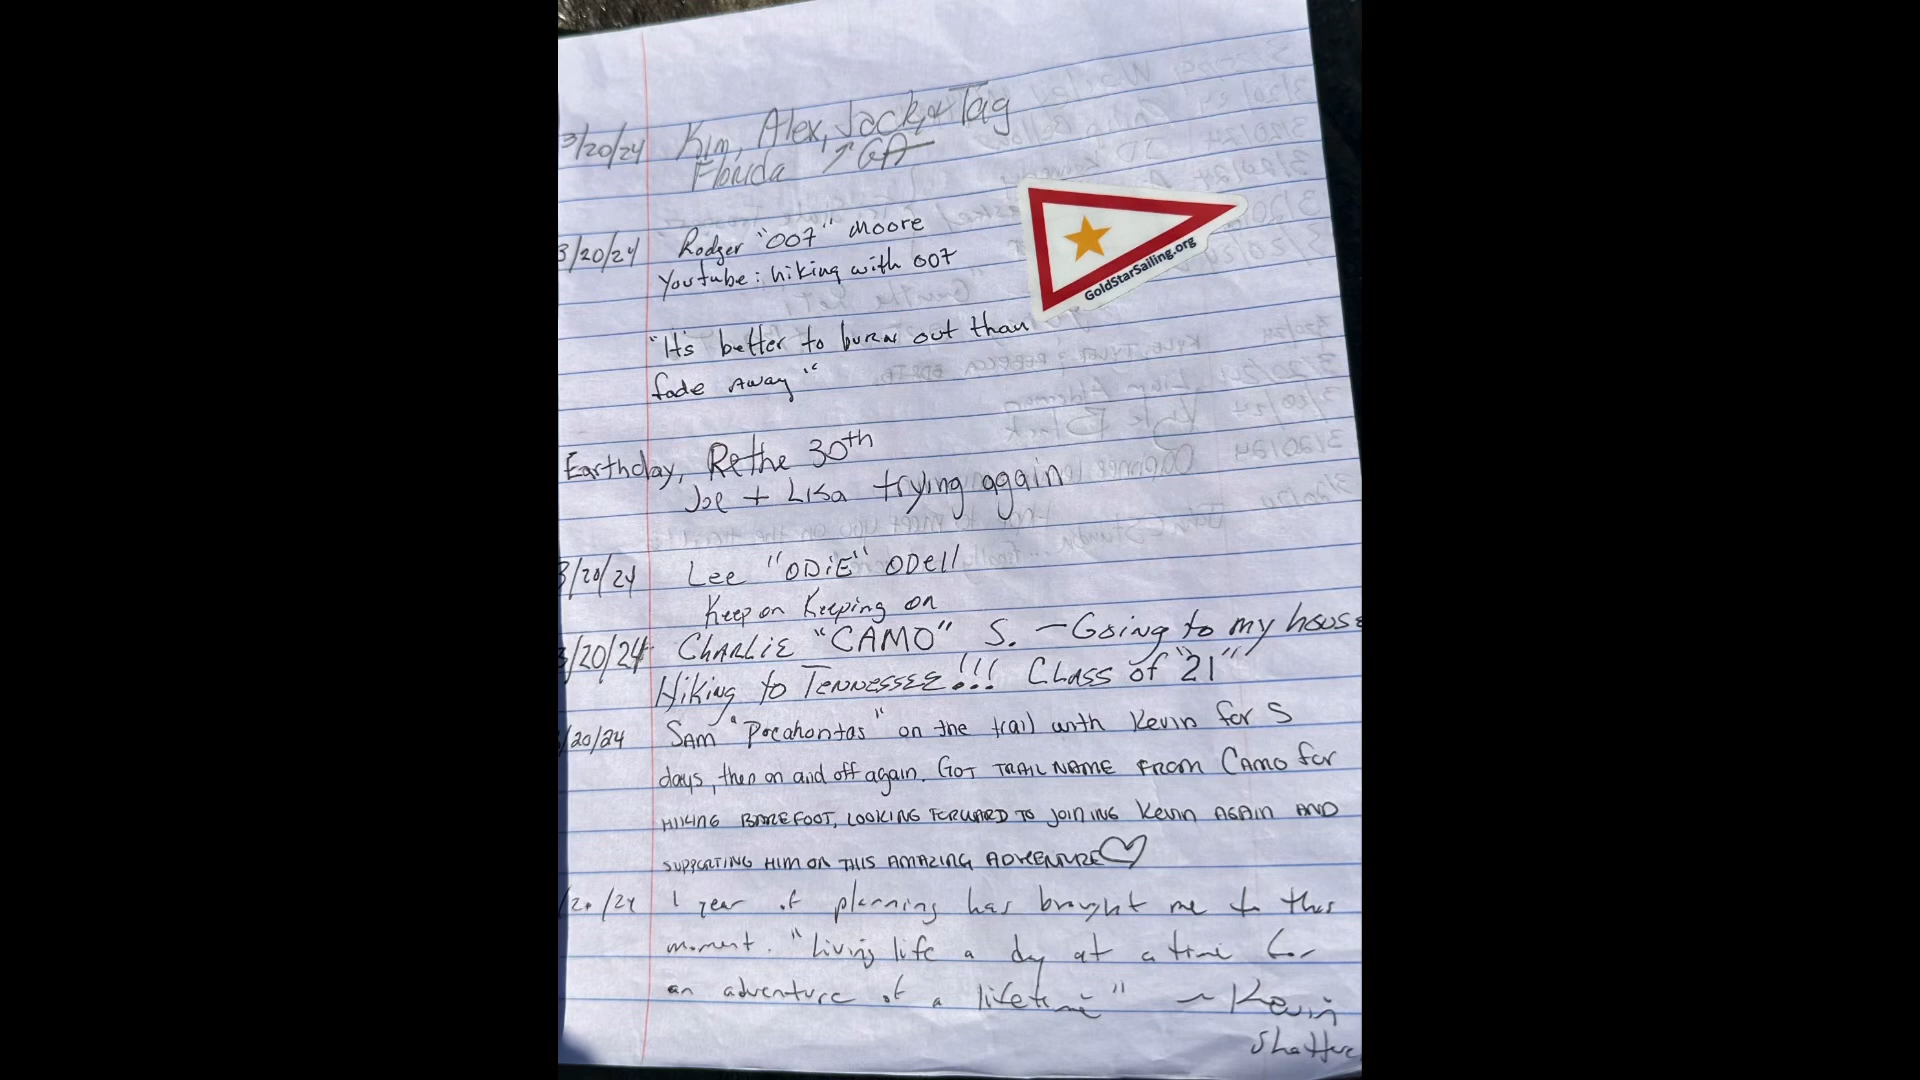 3/20/24 Kim, Alex, Jack, & Tag
Florida ↑GA
3/20/24 Rodger "007" Moore
Youtube: hiking with 007
GoldStarSailing.org
"It's better to burn out than
fade away"
Earthday, Rethe 30th
Joe + Lisa trying again
3/20/24 Lee "ODiE" ODell
Keep on Keeping on
3/20/24 CHARLIE "CAMO" S. – Going to my house
Hiking to TENNESSEE!!! Class of "21"
/20/24 SAM "Pocahontas" on the trail with Kevin for 5
days, then on and off again. GOT TRAIL NAME FROM CAMO for
HIKING BAREFOOT, LOOKING FORWARD TO JOINING Kevin AGAIN AND
SUPPORTING HIM ON THIS AMAZING ADVENTURE♡
/20/24 1 year of planning has brought me to this
moment. "Living life a day at a time for
an adventure of a lifetime" ~ Kevin